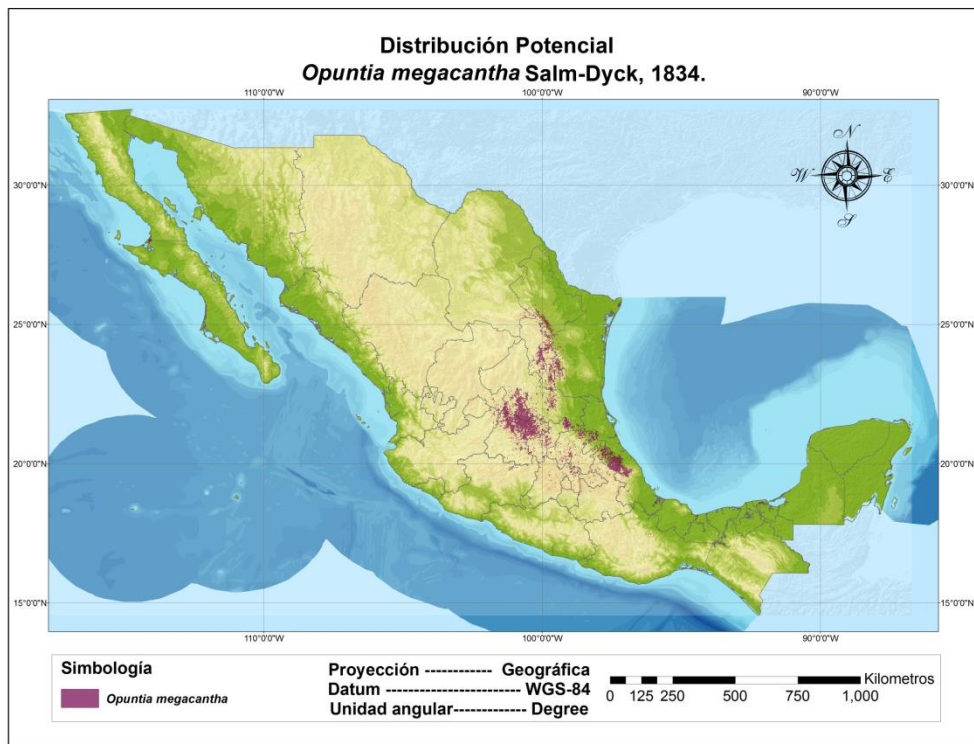 Distribución Potencial
Opuntia megacantha Salm-Dyck, 1834.
110°0'0"W 100°0'0"W 90°0'0"W
N
W E
S
30°0'0"N 30°0'0"N
25°0'0"N 25°0'0"N
20°0'0"N 20°0'0"N
15°0'0"N 15°0'0"N
110°0'0"W 100°0'0"W 90°0'0"W
Simbología
Opuntia megacantha
Proyección ----------- Geográfica
Datum ---------------------- WGS-84
Unidad angular------------- Degree
Kilometros
0 125 250 500 750 1,000